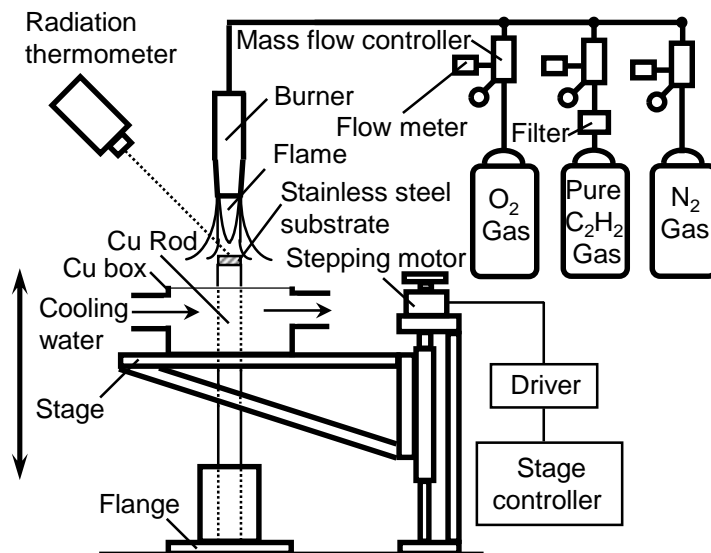 Radiation
thermometer
Mass flow controller
Burner
Flow meter
Filter
Flame
Stainless steel
substrate
O₂
Gas
Pure
C₂H₂
Gas
N₂
Gas
Cu Rod
Cu box
Stepping motor
Cooling
water
Stage
Driver
Stage
controller
Flange